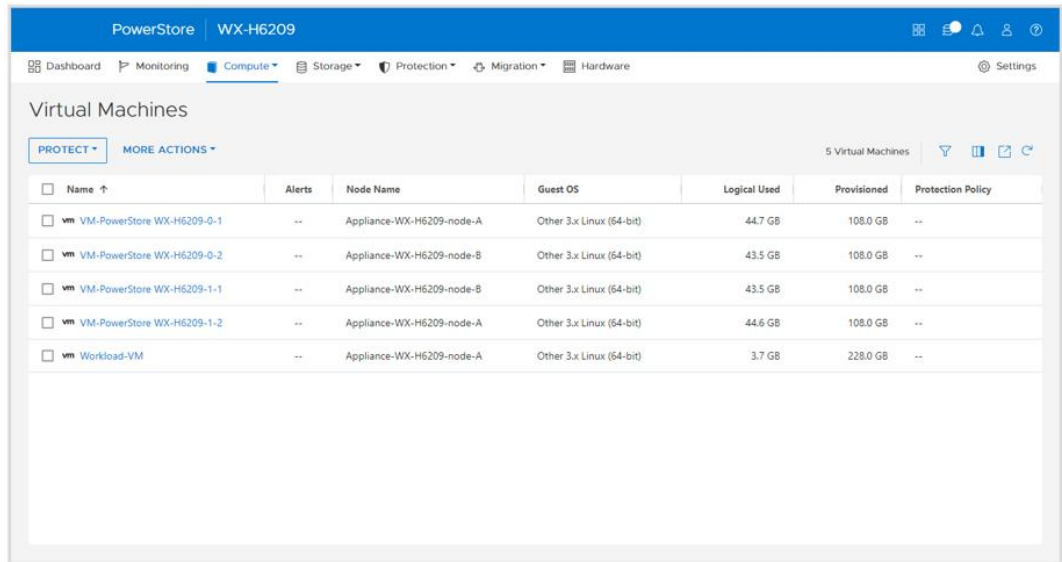 PowerStore WX-H6209
Dashboard Monitoring Compute Storage Protection Migration Hardware Settings
Virtual Machines
PROTECT MORE ACTIONS 5 Virtual Machines
Name Alerts Node Name Guest OS Logical Used Provisioned Protection Policy
vm VM-PowerStore WX-H6209-0-1 -- Appliance-WX-H6209-node-A Other 3.x Linux (64-bit) 44.7 GB 108.0 GB --
vm VM-PowerStore WX-H6209-0-2 -- Appliance-WX-H6209-node-B Other 3.x Linux (64-bit) 43.5 GB 108.0 GB --
vm VM-PowerStore WX-H6209-1-1 -- Appliance-WX-H6209-node-B Other 3.x Linux (64-bit) 43.5 GB 108.0 GB --
vm VM-PowerStore WX-H6209-1-2 -- Appliance-WX-H6209-node-A Other 3.x Linux (64-bit) 44.6 GB 108.0 GB --
vm Workload-VM -- Appliance-WX-H6209-node-A Other 3.x Linux (64-bit) 3.7 GB 228.0 GB --